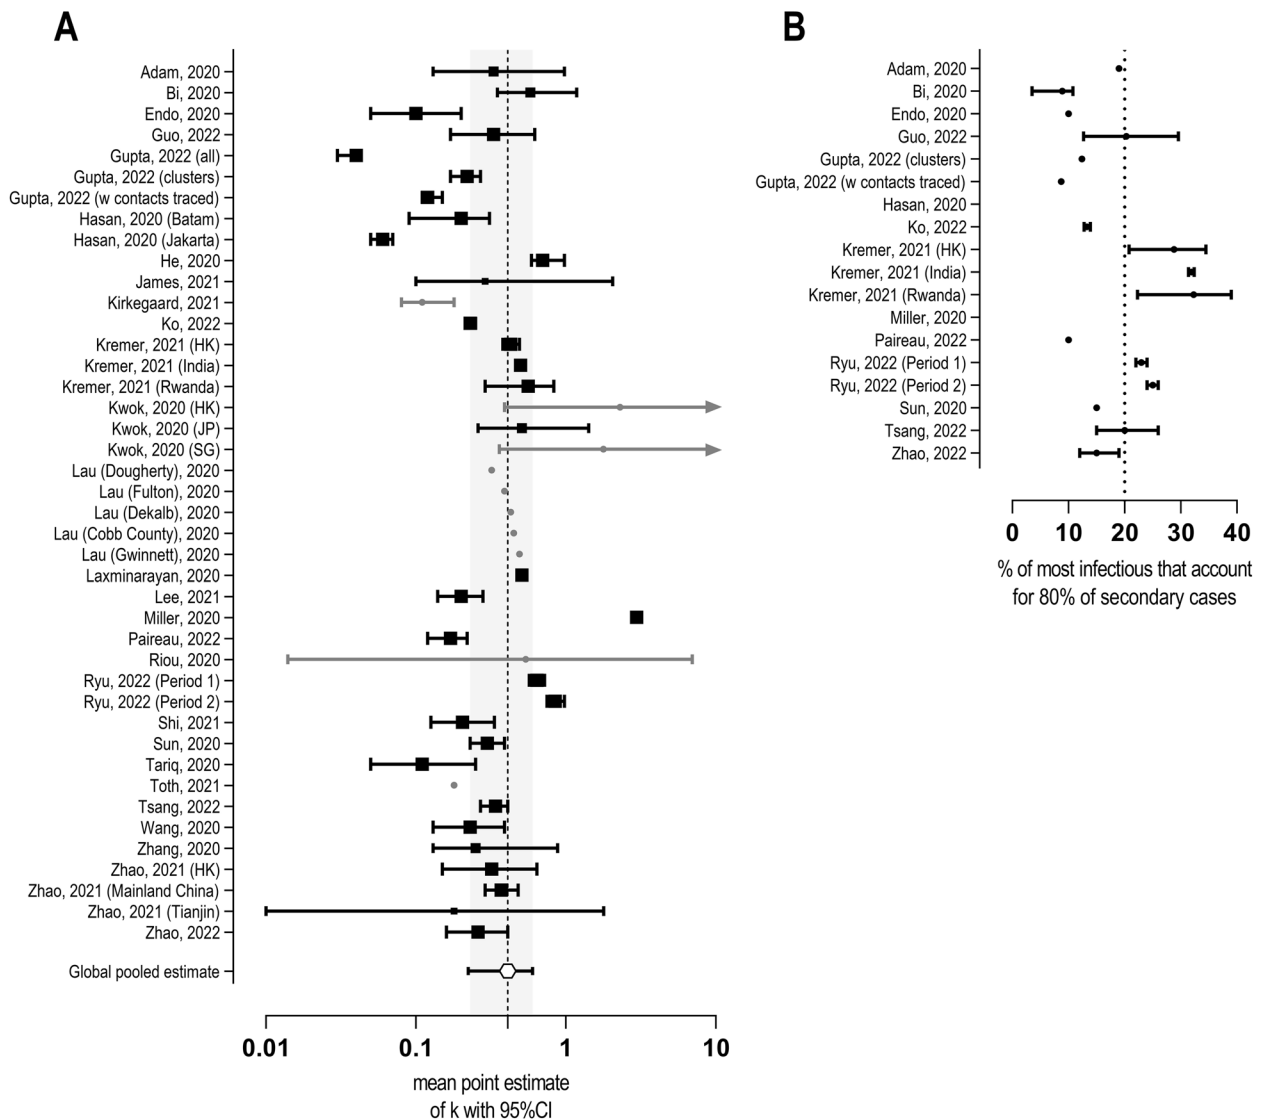 A
Adam, 2020
Bi, 2020
Endo, 2020
Guo, 2022
Gupta, 2022 (all)
Gupta, 2022 (clusters)
Gupta, 2022 (w contacts traced)
Hasan, 2020 (Batam)
Hasan, 2020 (Jakarta)
He, 2020
James, 2021
Kirkegaard, 2021
Ko, 2022
Kremer, 2021 (HK)
Kremer, 2021 (India)
Kremer, 2021 (Rwanda)
Kwok, 2020 (HK)
Kwok, 2020 (JP)
Kwok, 2020 (SG)
Lau (Dougherty), 2020
Lau (Fulton), 2020
Lau (Dekalb), 2020
Lau (Cobb County), 2020
Lau (Gwinnett), 2020
Laxminarayan, 2020
Lee, 2021
Miller, 2020
Paireau, 2022
Riou, 2020
Ryu, 2022 (Period 1)
Ryu, 2022 (Period 2)
Shi, 2021
Sun, 2020
Tariq, 2020
Toth, 2021
Tsang, 2022
Wang, 2020
Zhang, 2020
Zhao, 2021 (HK)
Zhao, 2021 (Mainland China)
Zhao, 2021 (Tianjin)
Zhao, 2022
Global pooled estimate
0.01 0.1 1 10
mean point estimate
of k with 95%CI
B
Adam, 2020
Bi, 2020
Endo, 2020
Guo, 2022
Gupta, 2022 (clusters)
Gupta, 2022 (w contacts traced)
Hasan, 2020
Ko, 2022
Kremer, 2021 (HK)
Kremer, 2021 (India)
Kremer, 2021 (Rwanda)
Miller, 2020
Paireau, 2022
Ryu, 2022 (Period 1)
Ryu, 2022 (Period 2)
Sun, 2020
Tsang, 2022
Zhao, 2022
0 10 20 30 40
% of most infectious that account
for 80% of secondary cases